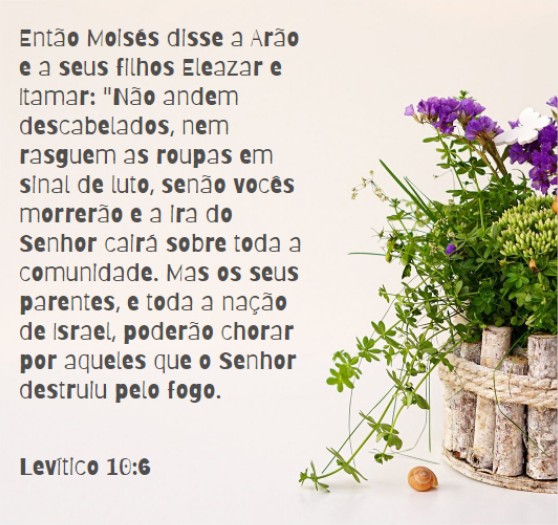 Então Moisés disse a Arão
e a seus filhos Eleazar e
Itamar: "Não andem
descabelados, nem
rasguem as roupas em
sinal de luto, senão vocês
morrerão e a ira do
Senhor cairá sobre toda a
comunidade. Mas os seus
parentes, e toda a nação
de Israel, poderão chorar
por aqueles que o Senhor
destruiu pelo fogo.
Levítico 10:6